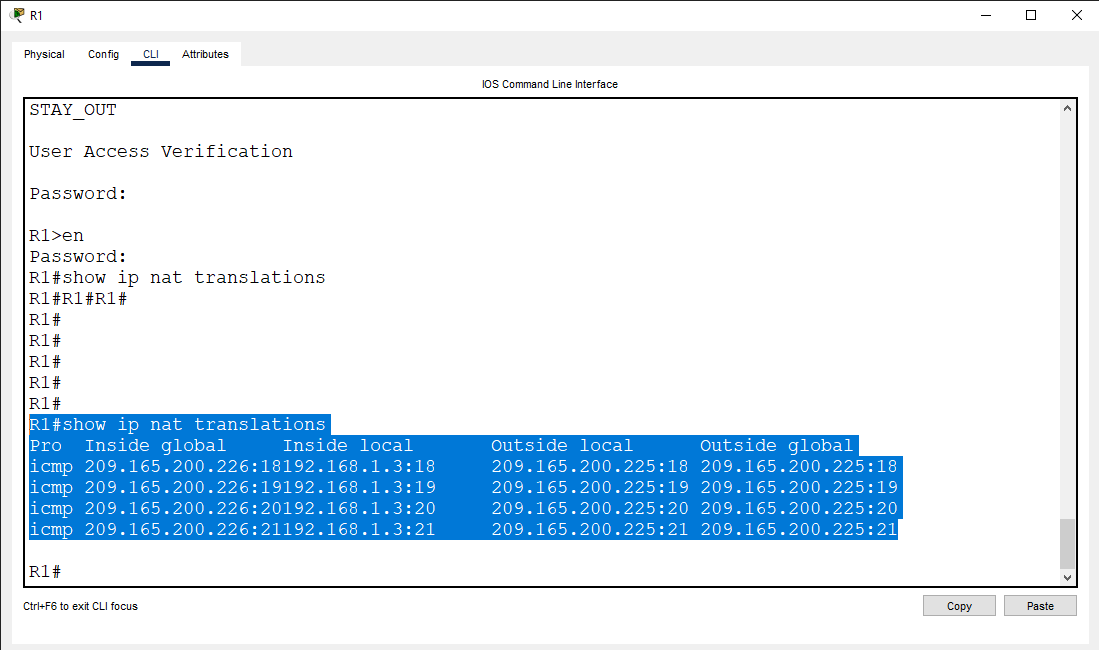 R1
Physical Config CLI Attributes
IOS Command Line Interface
STAY_OUT
User Access Verification
Password:
R1>en
Password:
R1#show ip nat translations
R1#R1#R1#
R1#
R1#
R1#
R1#
R1#
R1#show ip nat translations
Pro  Inside global     Inside local       Outside local      Outside global
icmp 209.165.200.226:18192.168.1.3:18     209.165.200.225:18 209.165.200.225:18
icmp 209.165.200.226:19192.168.1.3:19     209.165.200.225:19 209.165.200.225:19
icmp 209.165.200.226:20192.168.1.3:20     209.165.200.225:20 209.165.200.225:20
icmp 209.165.200.226:21192.168.1.3:21     209.165.200.225:21 209.165.200.225:21
R1#
Ctrl+F6 to exit CLI focus Copy Paste